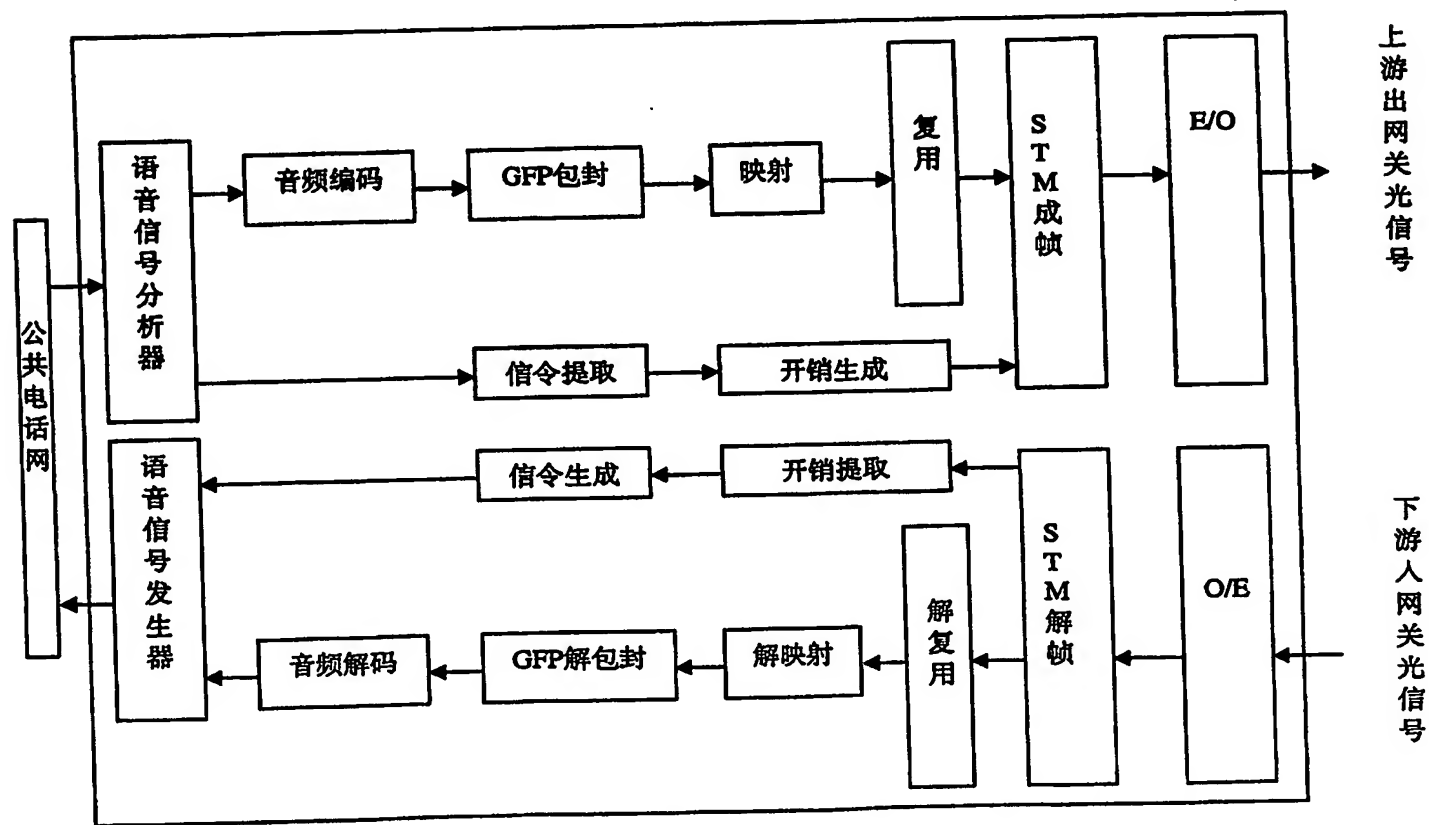 公共电话网
语音信号分析器
音频编码
GFP包封
映射
复用
STM成帧
E/O
上游出网关光信号
信令提取
开销生成
语音信号发生器
信令生成
开销提取
STM解帧
O/E
下游人网关光信号
解复用
解映射
GFP解包封
音频解码